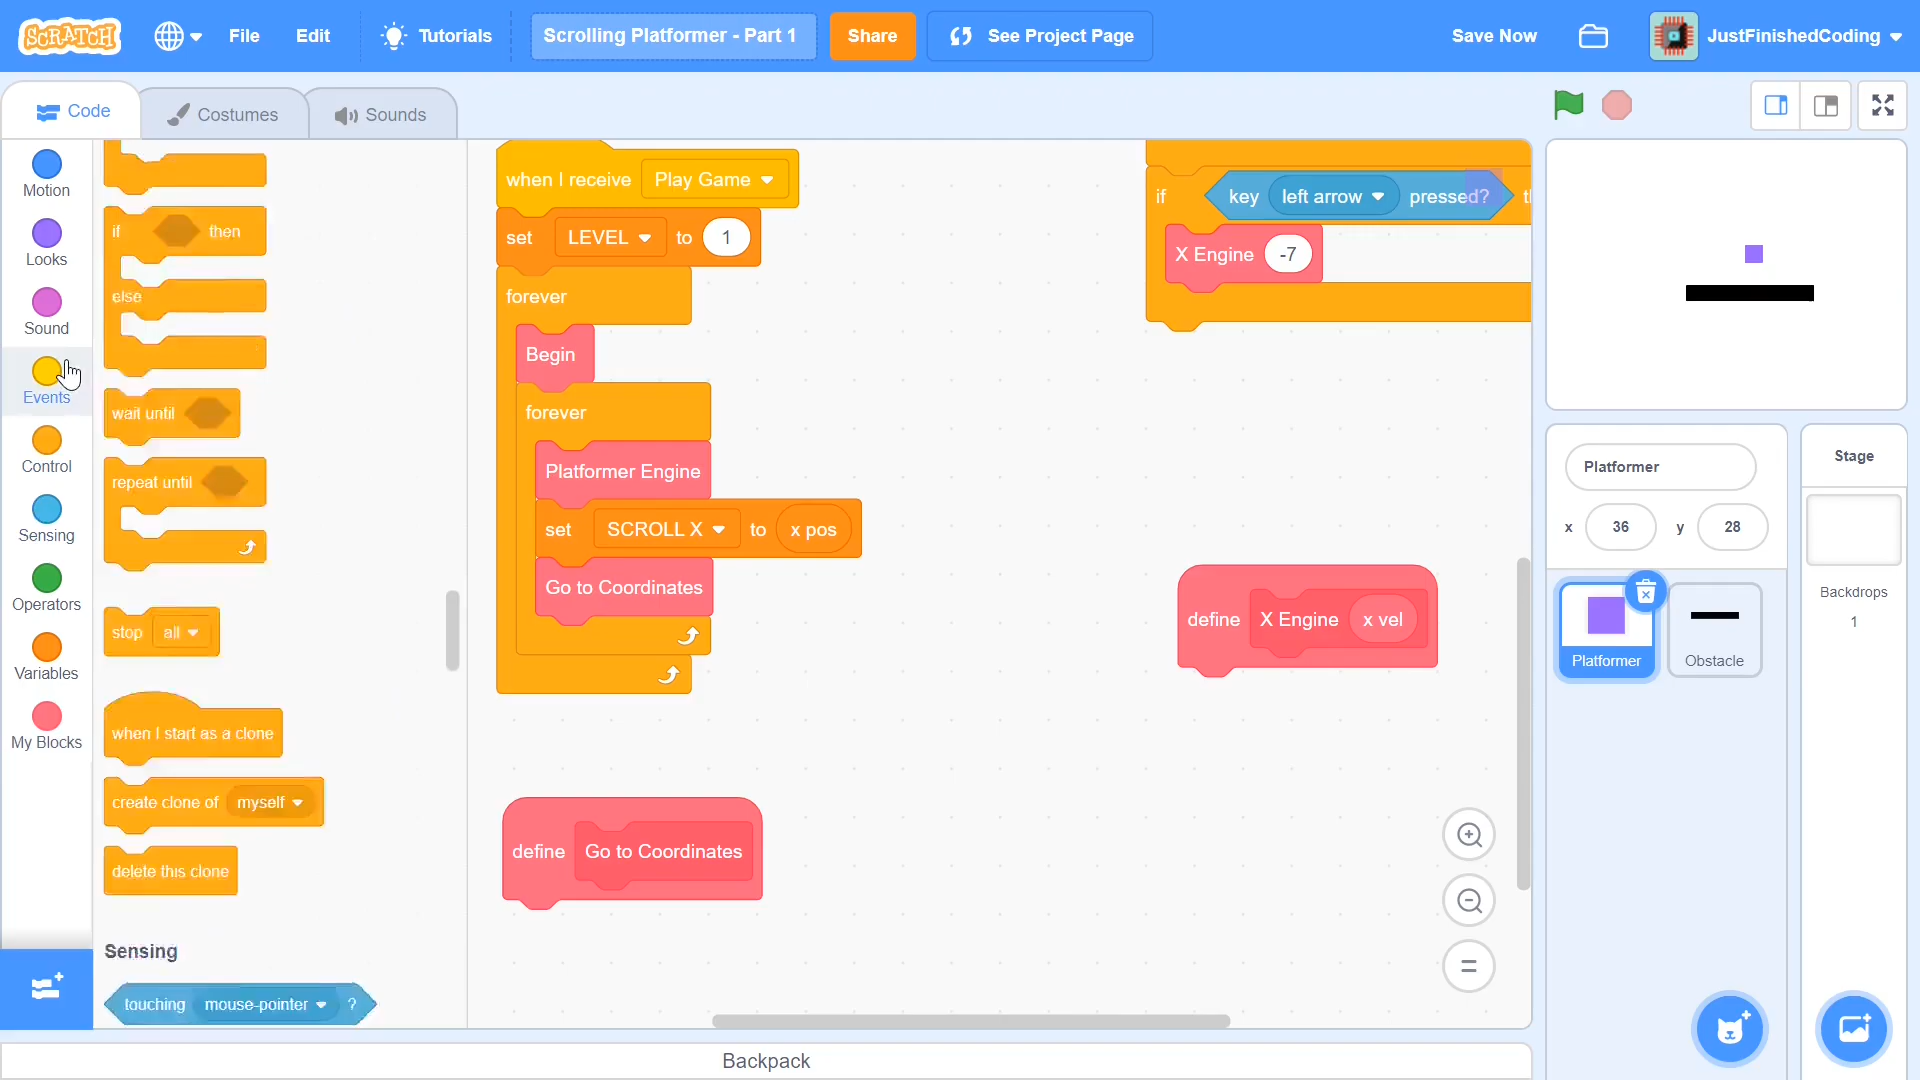 SCRATCH File Edit Tutorials Scrolling Platformer - Part 1 Share See Project Page Save Now JustFinishedCoding
Code Costumes Sounds
Motion
Looks
Sound
Events
Control
Sensing
Operators
Variables
My Blocks
if then
else
wait until
repeat until
stop all
when I start as a clone
create clone of myself
delete this clone
Sensing
touching mouse-pointer ?
when I receive Play Game
set LEVEL to 1
forever
Begin
forever
Platformer Engine
set SCROLL X to x pos
Go to Coordinates
define Go to Coordinates
if key left arrow pressed? th
X Engine -7
define X Engine x vel
Platformer
x 36 y 28
Platformer
Obstacle
Stage
Backdrops
1
Backpack